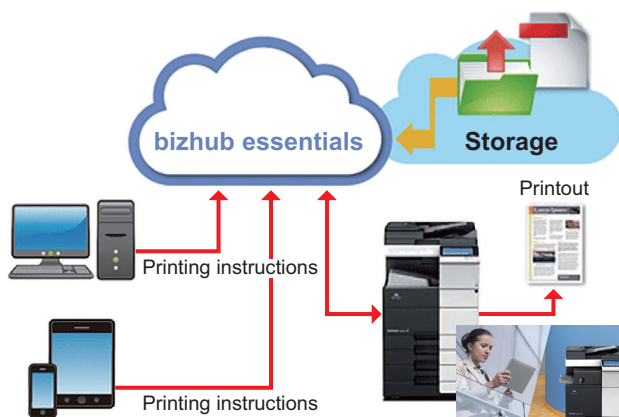 bizhub essentials
Storage
Printout
Printing instructions
Printing instructions